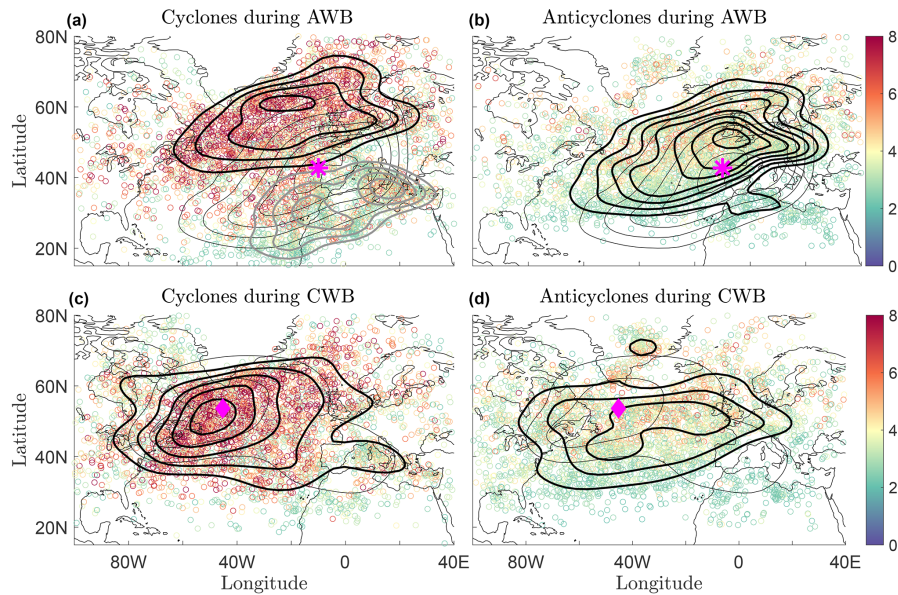 (a) Cyclones during AWB
(b) Anticyclones during AWB
80N
60N
40N
20N
Latitude
8
6
4
2
0
(c) Cyclones during CWB
(d) Anticyclones during CWB
80N
60N
40N
20N
Latitude
8
6
4
2
0
80W 40W 0 40E
80W 40W 0 40E
Longitude
Longitude